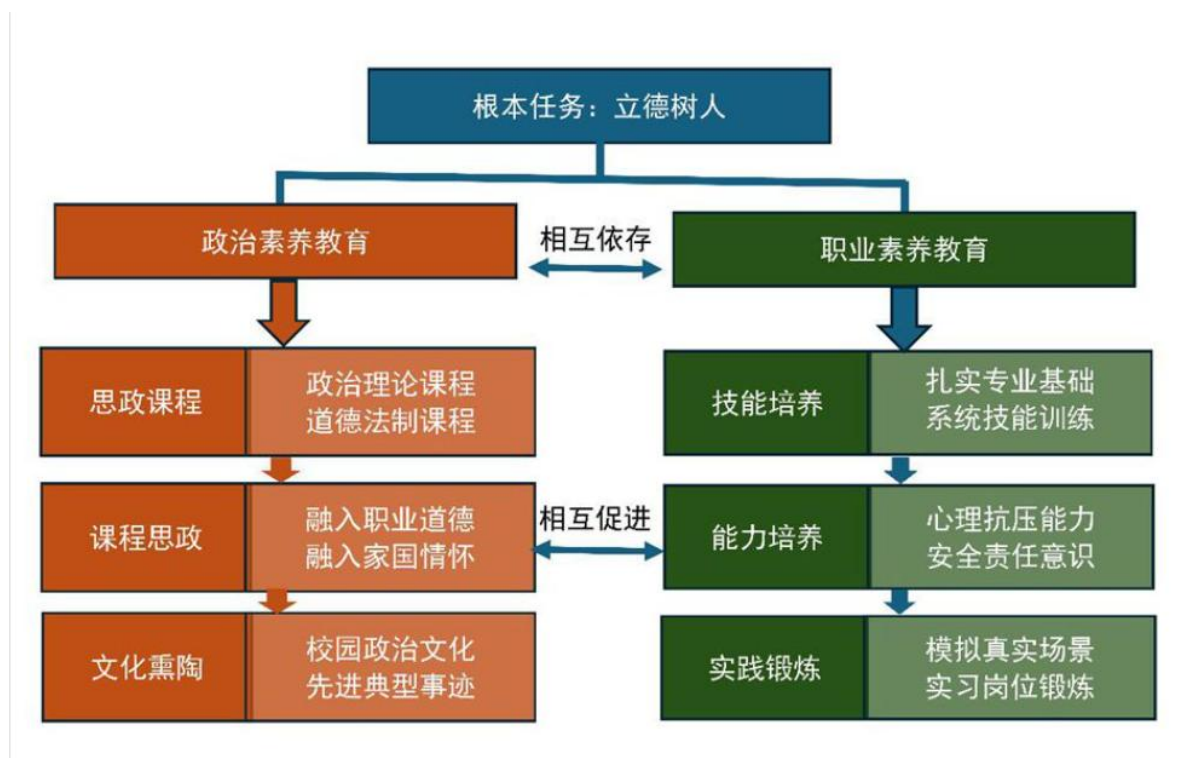 根本任务：立德树人
政治素养教育
相互依存
职业素养教育
思政课程
政治理论课程
道德法制课程
技能培养
扎实专业基础
系统技能训练
课程思政
融入职业道德
融入家国情怀
相互促进
能力培养
心理抗压能力
安全责任意识
文化熏陶
校园政治文化
先进典型事迹
实践锻炼
模拟真实场景
实习岗位锻炼